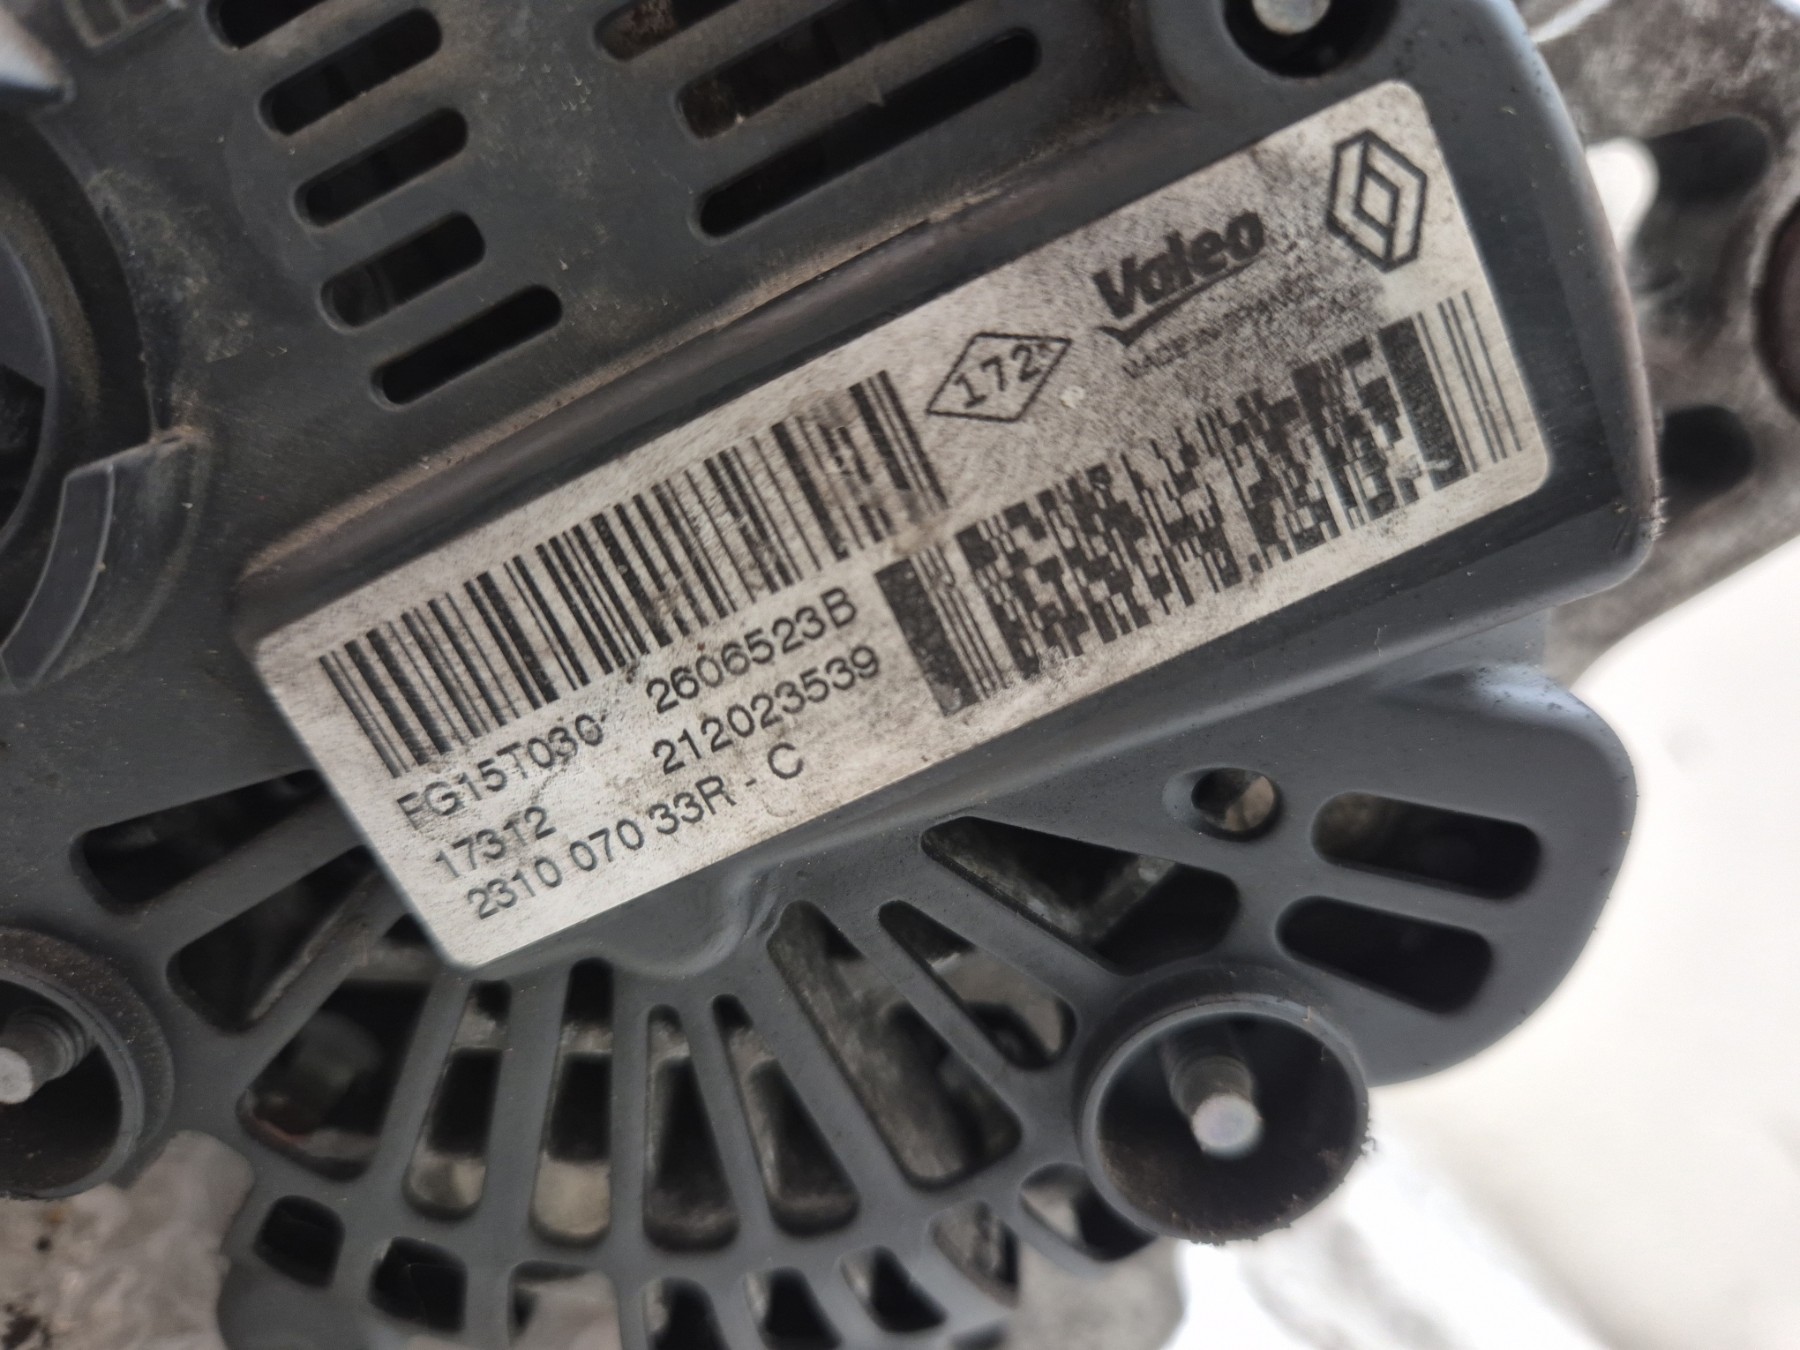 Valeo
172
FG15T030 2606523B
17312 212023539
2310 070 33R - C